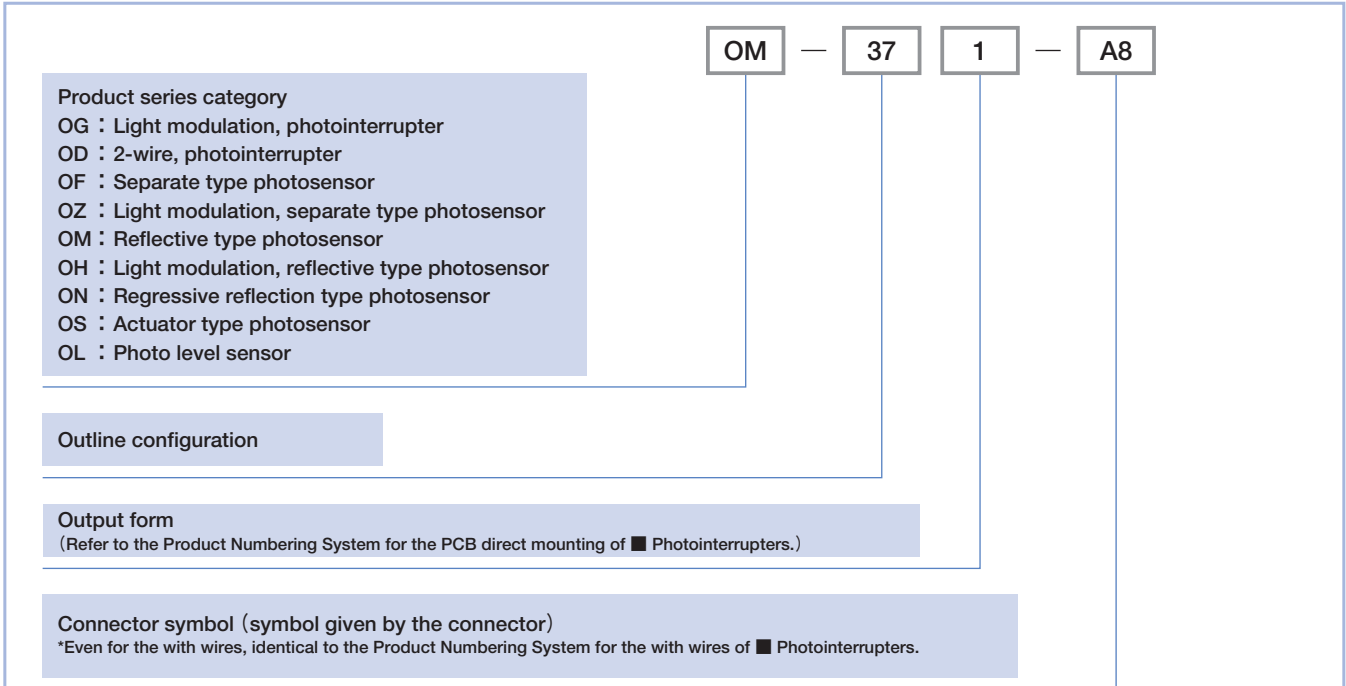 OM — 37 1 — A8
Product series category
OG：Light modulation, photointerrupter
OD：2-wire, photointerrupter
OF：Separate type photosensor
OZ：Light modulation, separate type photosensor
OM：Reflective type photosensor
OH：Light modulation, reflective type photosensor
ON：Regressive reflection type photosensor
OS：Actuator type photosensor
OL：Photo level sensor
Outline configuration
Output form
（Refer to the Product Numbering System for the PCB direct mounting of ■ Photointerrupters.）
Connector symbol（symbol given by the connector）
*Even for the with wires, identical to the Product Numbering System for the with wires of ■ Photointerrupters.